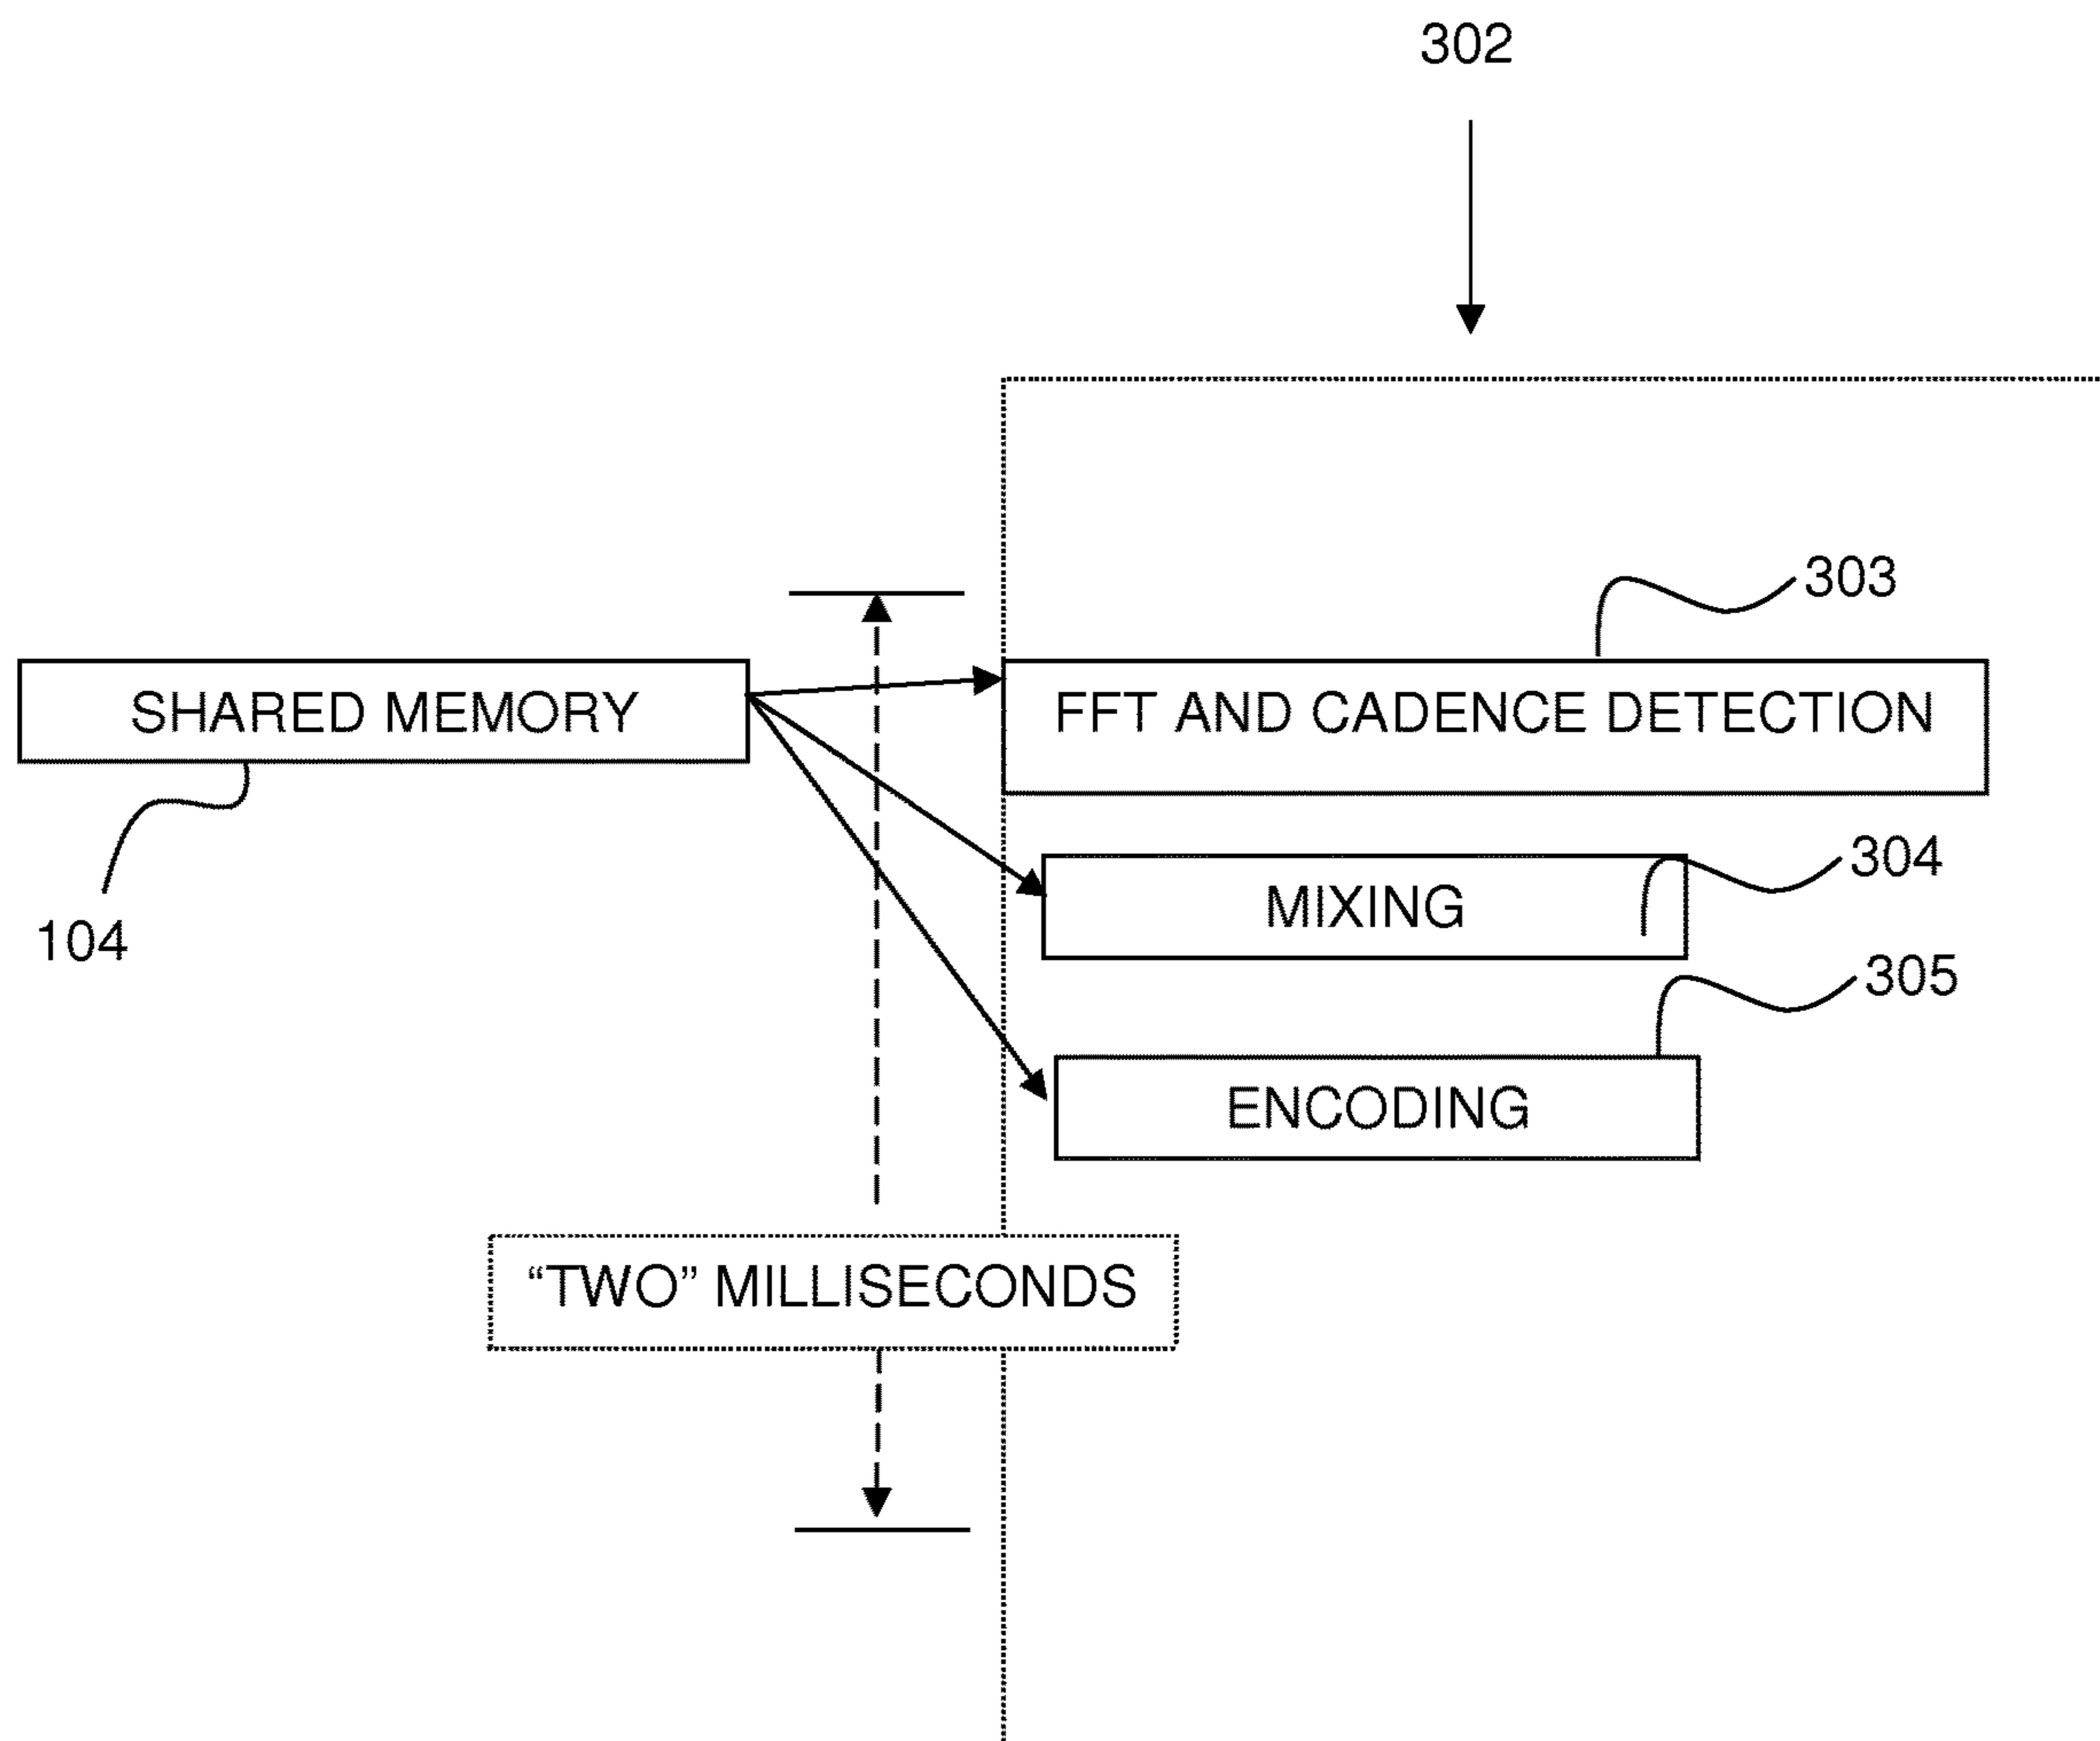 302
303
SHARED MEMORY
FFT AND CADENCE DETECTION
304
MIXING
104
305
ENCODING
“TWO” MILLISECONDS